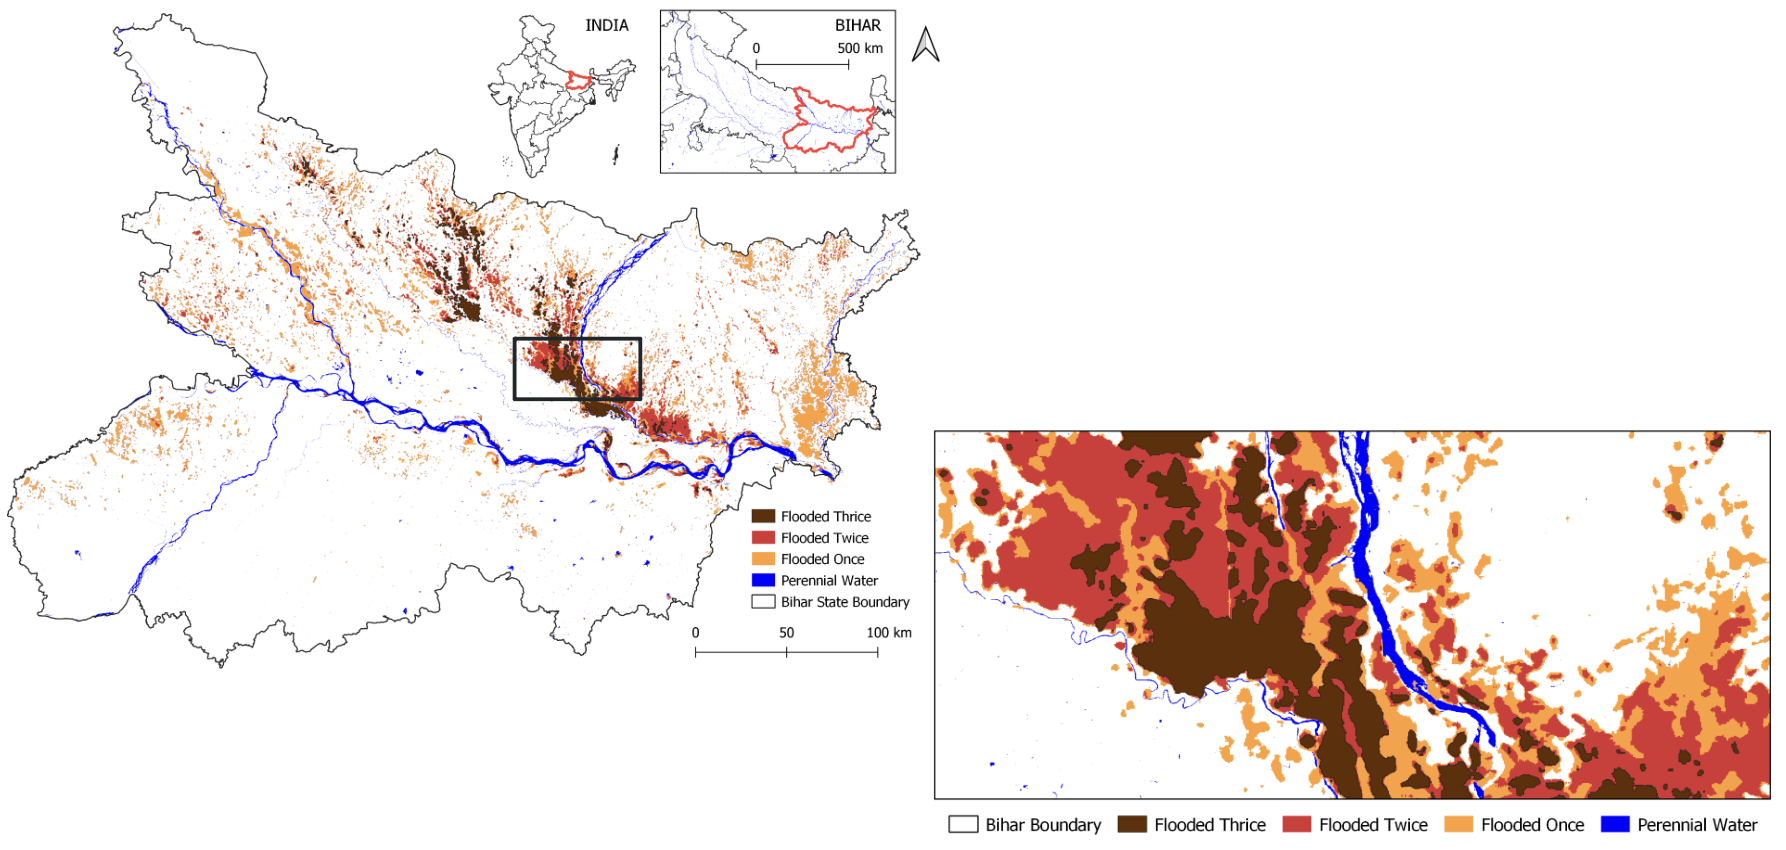 INDIA
BIHAR
0 500 km
Flooded Thrice
Flooded Twice
Flooded Once
Perennial Water
Bihar State Boundary
0 50 100 km
Bihar Boundary Flooded Thrice Flooded Twice Flooded Once Perennial Water